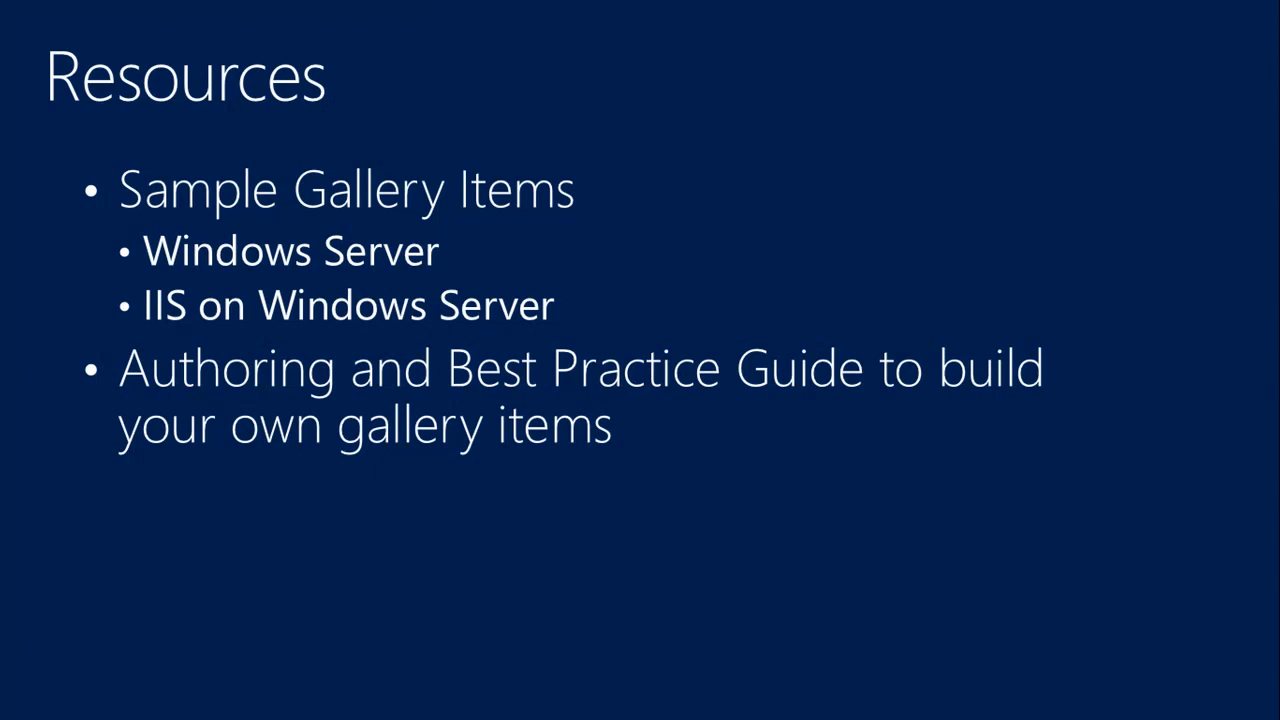 Resources
• Sample Gallery Items
• Windows Server
• IIS on Windows Server
• Authoring and Best Practice Guide to build
your own gallery items